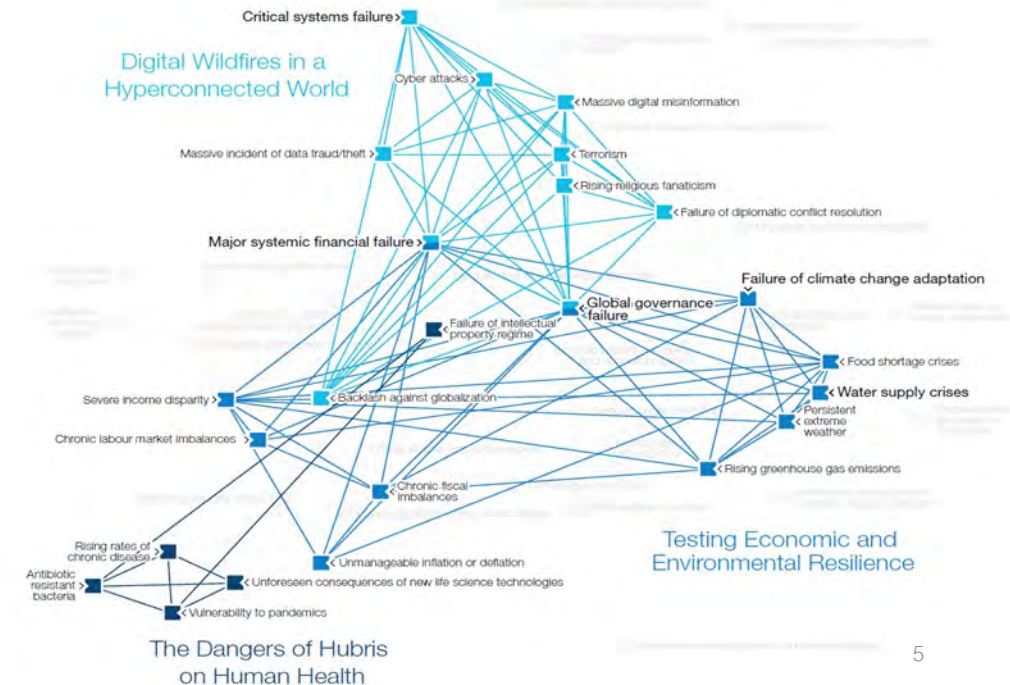 Critical systems failure
Digital Wildfires in a
Hyperconnected World
Cyber attacks
Massive digital misinformation
Massive incident of data fraud/theft
Terrorism
Rising religious fanaticism
Failure of diplomatic conflict resolution
Major systemic financial failure
Failure of climate change adaptation
Global governance
failure
Failure of intellectual
property regime
Food shortage crises
Severe income disparity
Backlash against globalization
Water supply crises
Persistent
extreme
weather
Chronic labour market imbalances
Rising greenhouse gas emissions
Chronic fiscal
imbalances
Testing Economic and
Environmental Resilience
Rising rates of
chronic disease
Unmanageable inflation or deflation
Antibiotic
resistant
bacteria
Unforeseen consequences of new life science technologies
Vulnerability to pandemics
The Dangers of Hubris
on Human Health
5